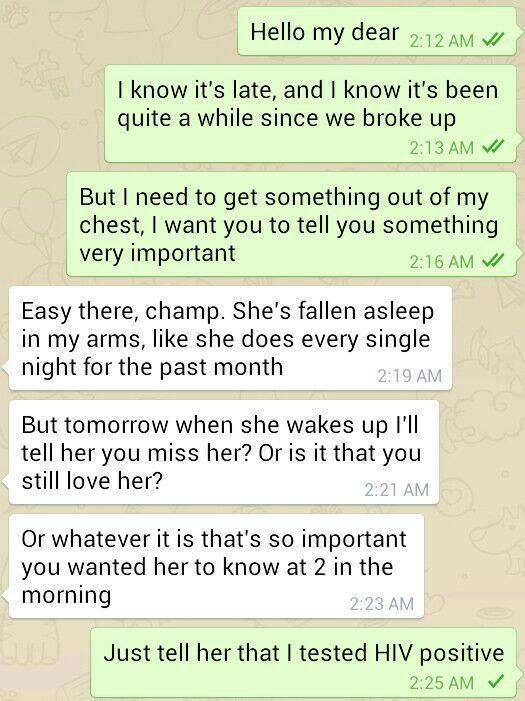 Hello my dear 2:12 AM
I know it's late, and I know it's been
quite a while since we broke up
2:13 AM
But I need to get something out of my
chest, I want you to tell you something
very important 2:16 AM
Easy there, champ. She's fallen asleep
in my arms, like she does every single
night for the past month 2:19 AM
But tomorrow when she wakes up I'll
tell her you miss her? Or is it that you
still love her? 2:21 AM
Or whatever it is that's so important
you wanted her to know at 2 in the
morning 2:23 AM
Just tell her that I tested HIV positive
2:25 AM